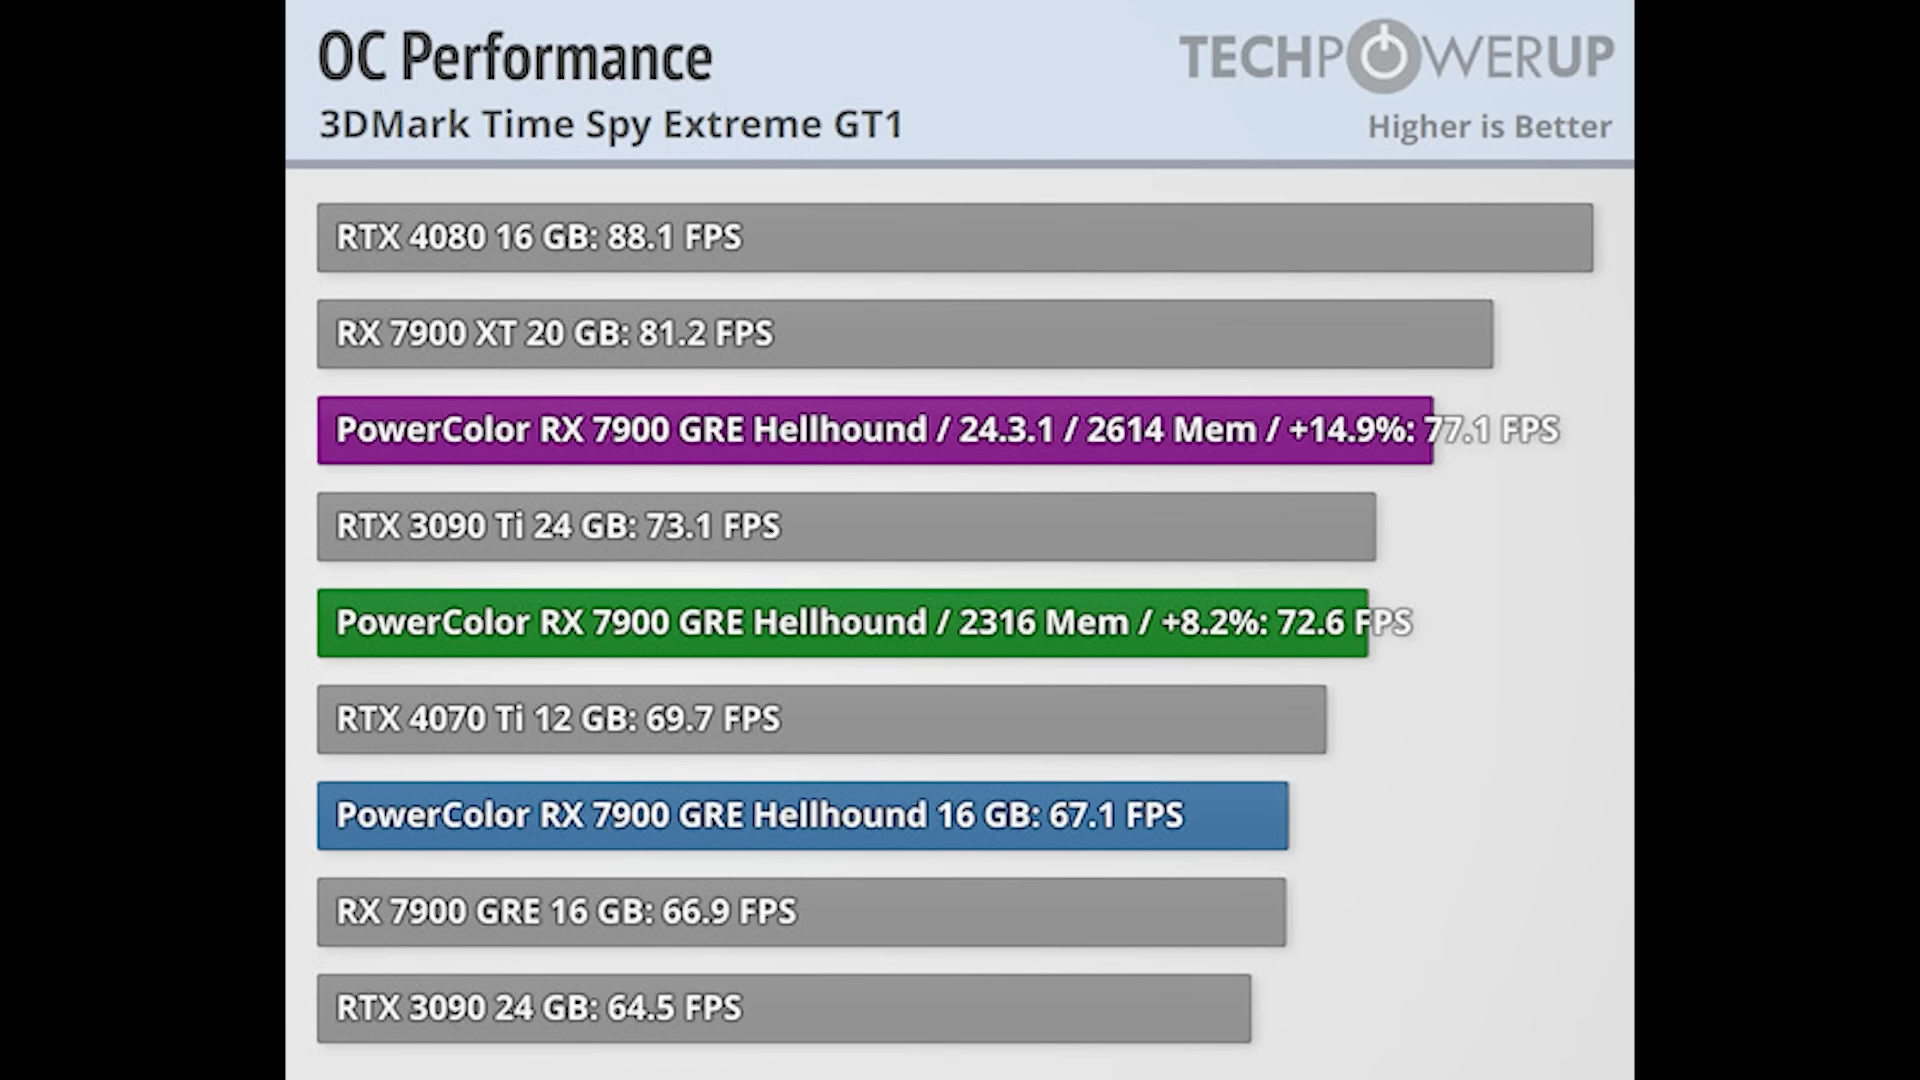 OC Performance
TECHPOWERUP
3DMark Time Spy Extreme GT1
Higher is Better
RTX 4080 16 GB: 88.1 FPS
RX 7900 XT 20 GB: 81.2 FPS
PowerColor RX 7900 GRE Hellhound / 24.3.1 / 2614 Mem / +14.9%: 77.1 FPS
RTX 3090 Ti 24 GB: 73.1 FPS
PowerColor RX 7900 GRE Hellhound / 2316 Mem / +8.2%: 72.6 FPS
RTX 4070 Ti 12 GB: 69.7 FPS
PowerColor RX 7900 GRE Hellhound 16 GB: 67.1 FPS
RX 7900 GRE 16 GB: 66.9 FPS
RTX 3090 24 GB: 64.5 FPS